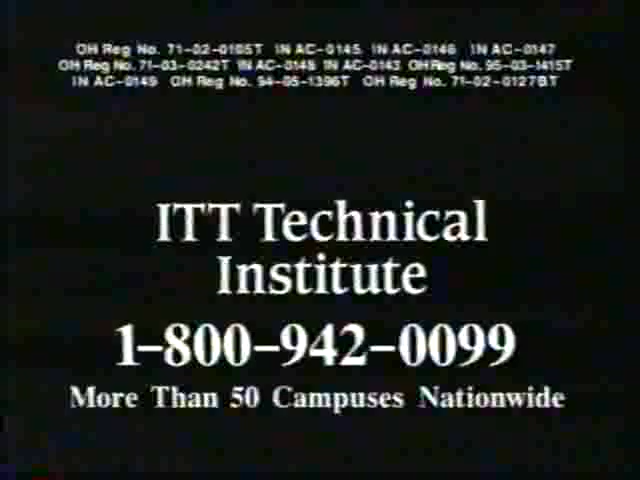 OH Reg No. 71-02-0165T IN AC-0145 IN AC-0146 IN AC-0147
OH Reg No. 71-03-0242T IN AC-0148 IN AC-0143 OH Reg No. 95-03-1415T
IN AC-0149 OH Reg No. 94-05-1396T OH Reg No. 71-02-0127BT
ITT Technical
Institute
1-800-942-0099
More Than 50 Campuses Nationwide